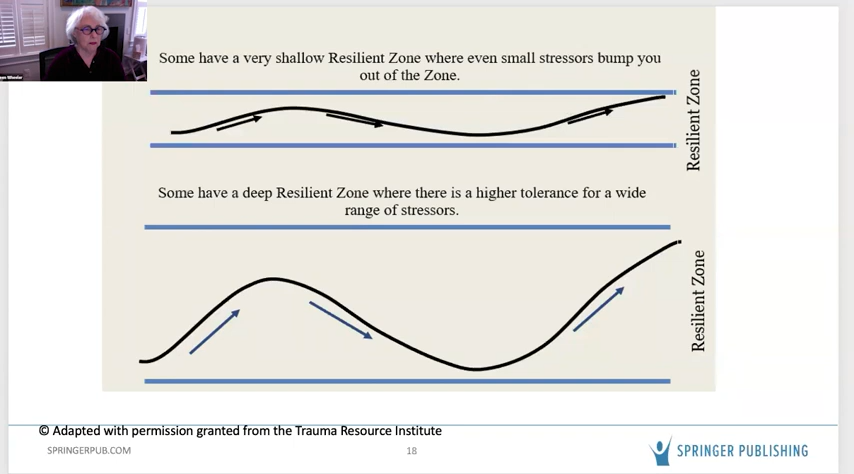 Some have a very shallow Resilient Zone where even small stressors bump you
out of the Zone.
Resilient Zone
Some have a deep Resilient Zone where there is a higher tolerance for a wide
range of stressors.
Resilient Zone
© Adapted with permission granted from the Trauma Resource Institute
SPRINGERPUB.COM
18
SPRINGER PUBLISHING